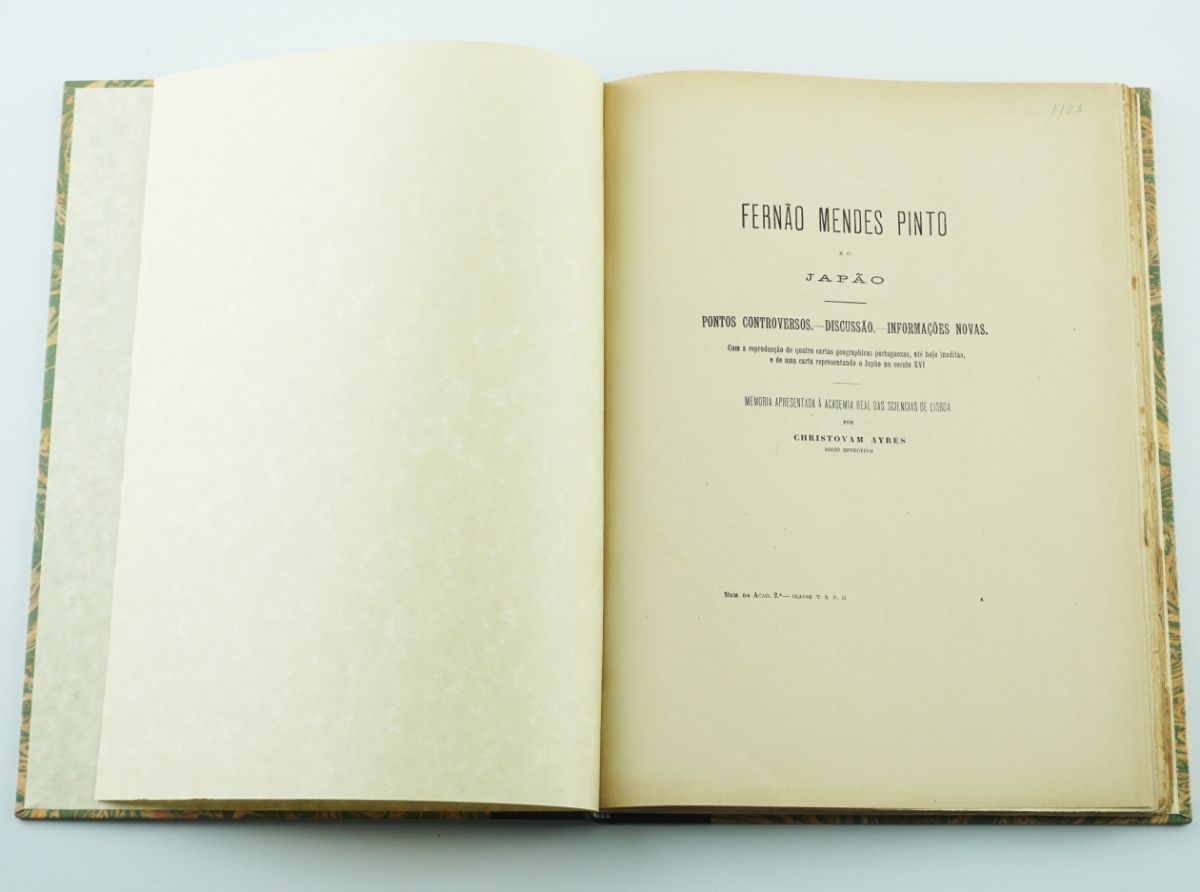 1101
FERNÃO MENDES PINTO
E O
JAPÃO
PONTOS CONTROVERSOS.—DISCUSSÃO.—INFORMAÇÕES NOVAS.
Com a reproducção de quatro cartas geographicas portuguezas, até hoje ineditas,
e de uma carta representando o Japão no seculo XVI
MEMORIA APRESENTADA Á ACADEMIA REAL DAS SCIENCIAS DE LISBOA
POR
CHRISTOVAM AYRES
SOCIO EFFECTIVO
MEM. DA ACAD. 2.ª—CLASSE T. X. P. II A